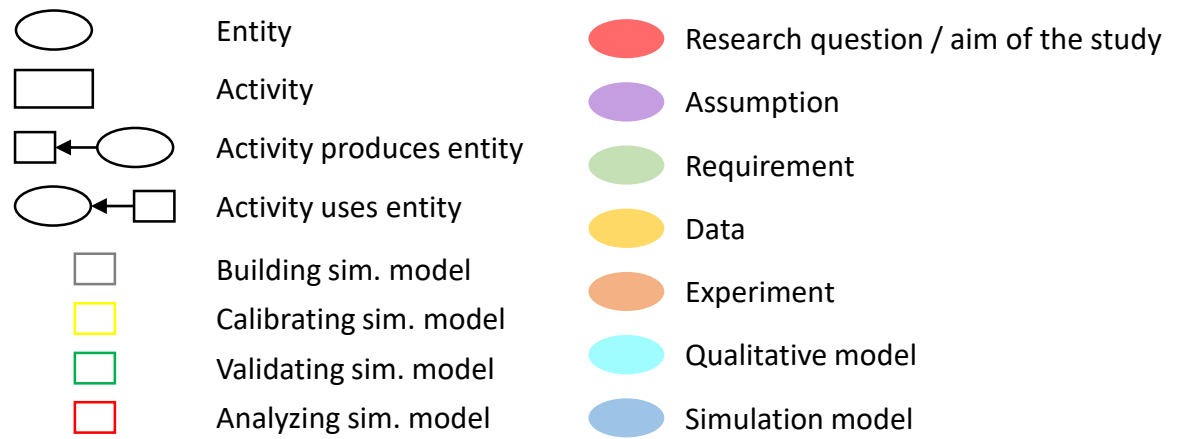 Entity
Activity
Activity produces entity
Activity uses entity
Building sim. model
Calibrating sim. model
Validating sim. model
Analyzing sim. model
Research question / aim of the study
Assumption
Requirement
Data
Experiment
Qualitative model
Simulation model